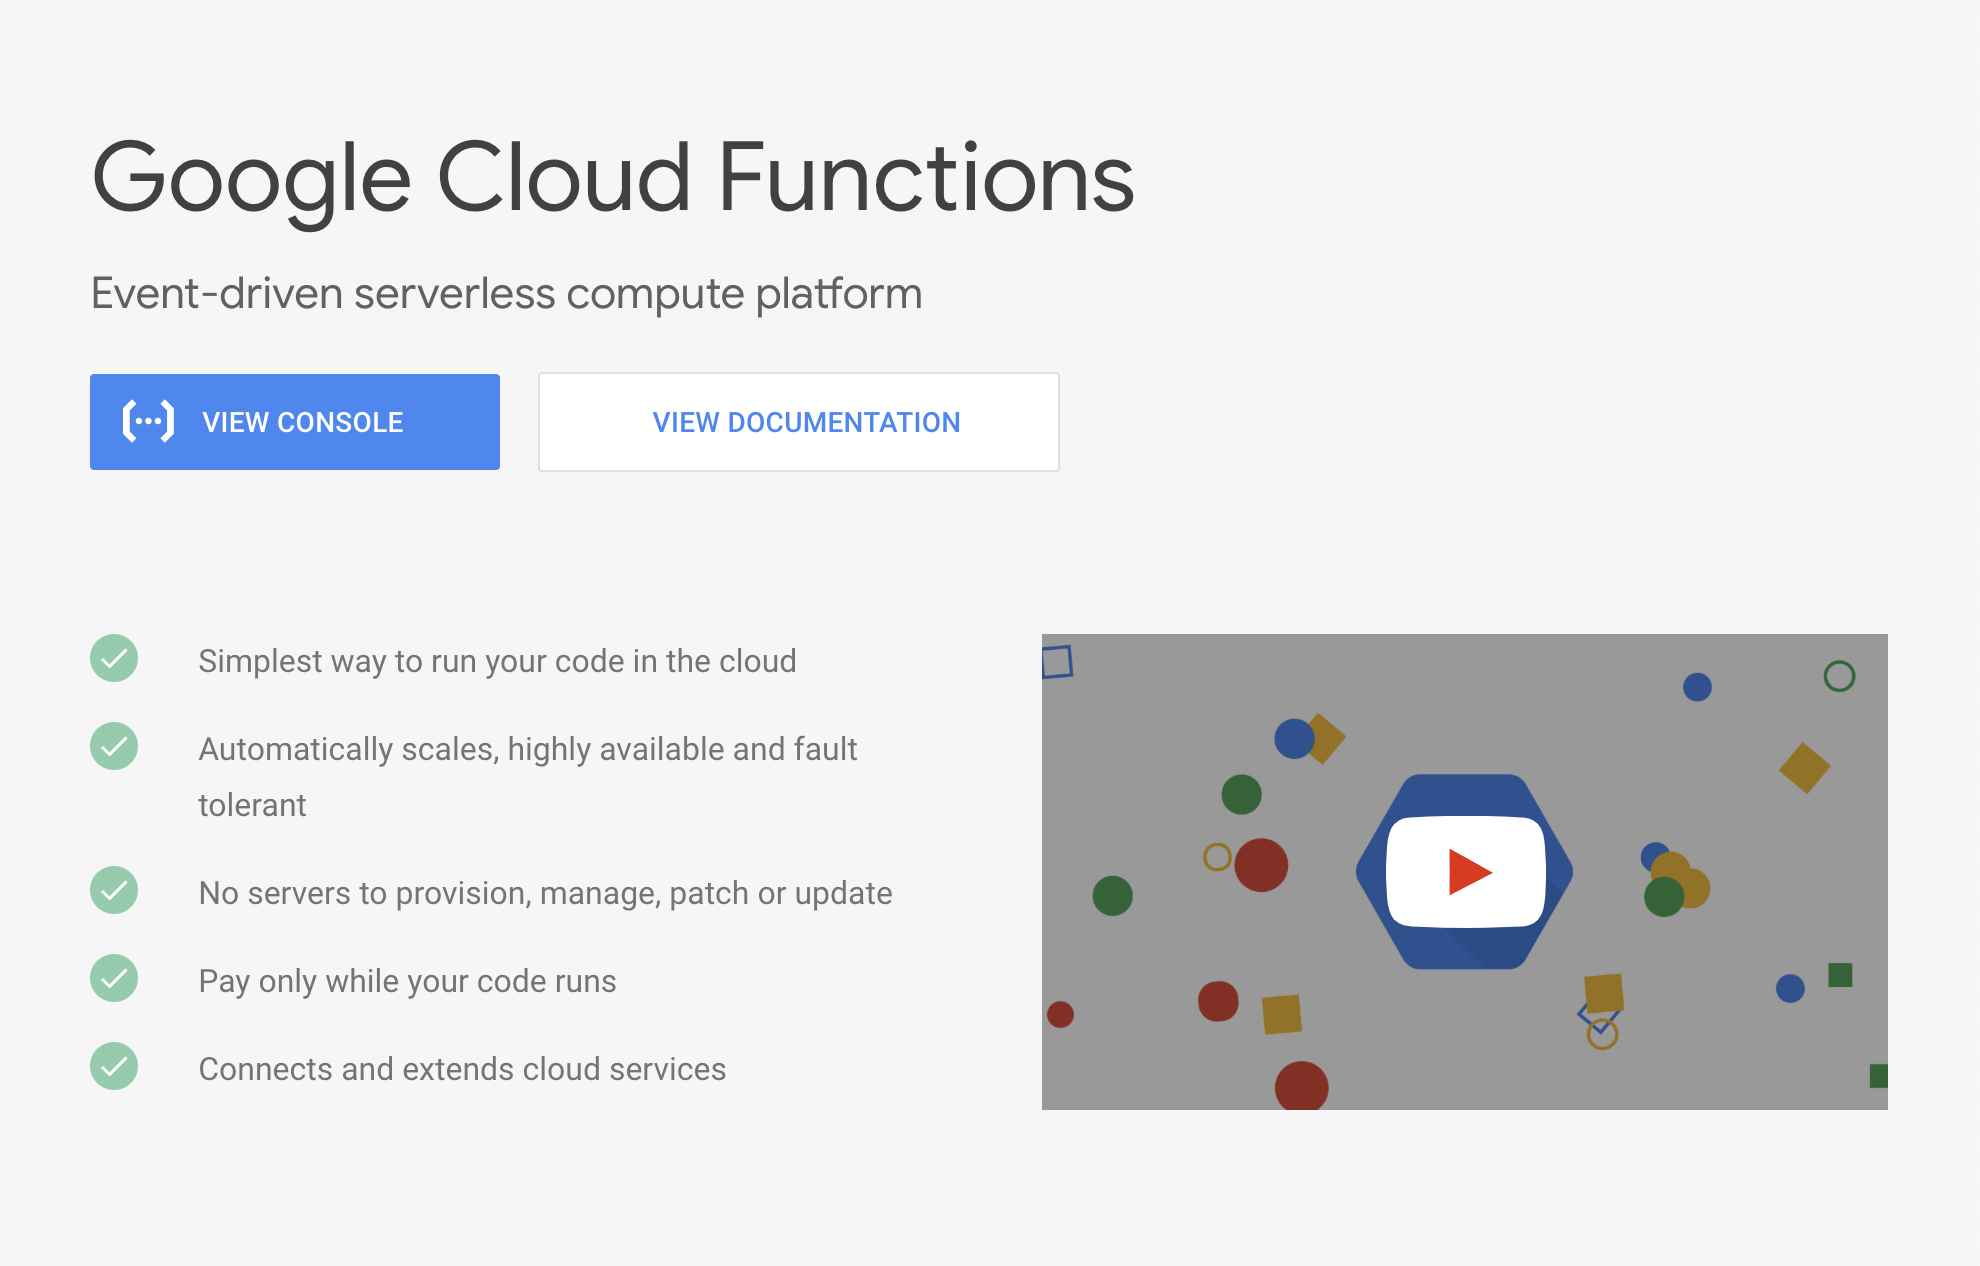 Google Cloud Functions
Event-driven serverless compute platform
VIEW CONSOLE
VIEW DOCUMENTATION
Simplest way to run your code in the cloud
Automatically scales, highly available and fault
tolerant
No servers to provision, manage, patch or update
Pay only while your code runs
Connects and extends cloud services